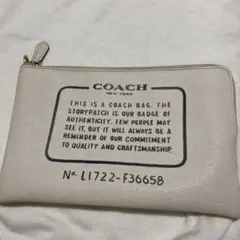 COACH
NEW YORK
THIS IS A COACH BAG. THE
STORYPATCH IS OUR BADGE OF
AUTHENTICITY. FEW PEOPLE MAY
SEE IT, BUT IT WILL ALWAYS BE A
REMINDER OF OUR COMMITMENT
TO QUALITY AND CRAFTSMANSHIP.
No. L1722-F36658